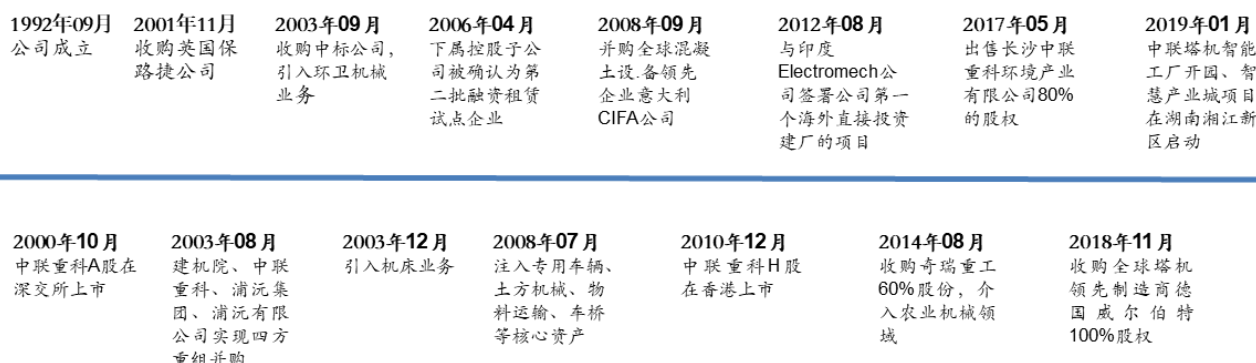 1992年09月
公司成立
2001年11月
收购英国保
路捷公司
2003年09月
收购中标公司，
引入环卫机械
业务
2006年04月
下属控股子公
司被确认为第
二批融资租赁
试点企业
2008年09月
并购全球混凝
土设.备领先
企业意大利
CIFA公司
2012年08月
与印度
Electromech公
司签署公司第一
个海外直接投资
建厂的项目
2017年05月
出售长沙中联
重科环境产业
有限公司80%
的股权
2019年01月
中联塔机智能
工厂开园、智
慧产业城项目
在湖南湘江新
区启动
2000年10月
中联重科A股在
深交所上市
2003年08月
建机院、中联
重科、浦沅集
团、浦沅有限
公司实现四方
重组并购
2003年12月
引入机床业务
2008年07月
注入专用车辆、
土方机械、物
料运输、车桥
等核心资产
2010年12月
中联重科H股
在香港上市
2014年08月
收购奇瑞重工
60%股份，介
入农业机械领
域
2018年11月
收购全球塔机
领先制造商德
国威尔伯特
100%股权